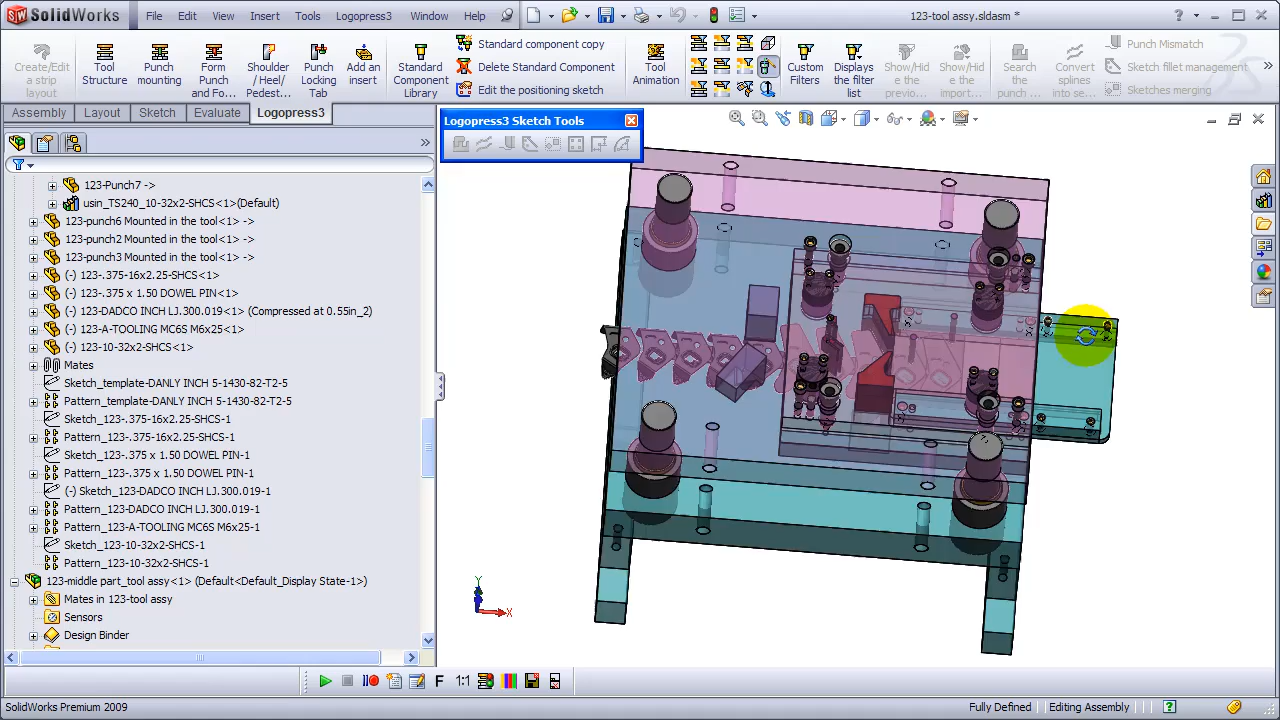 SolidWorks
File Edit View Insert Tools Logopress3 Window Help
123-tool assy.sldasm *
Create/Edit a strip layout
Tool Structure
Punch mounting
Form Punch and Fo...
Shoulder / Heel/ Pedest...
Punch Locking Tab
Add an insert
Standard Component Library
Standard component copy
Delete Standard Component
Edit the positioning sketch
Tool Animation
Custom Filters
Displays the filter list
Show/Hid e the previo...
Show/Hid e the import...
Search the punch ...
Convert splines into se...
Punch Mismatch
Sketch fillet management
Sketches merging
Assembly Layout Sketch Evaluate Logopress3
Logopress3 Sketch Tools
123-Punch7 ->
usin_TS240_10-32x2-SHCS<1>(Default)
123-punch6 Mounted in the tool<1> ->
123-punch2 Mounted in the tool<1> ->
123-punch3 Mounted in the tool<1> ->
(-) 123-.375-16x2.25-SHCS<1>
(-) 123-.375 x 1.50 DOWEL PIN<1>
(-) 123-DADCO INCH LJ.300.019<1> (Compressed at 0.55in_2)
(-) 123-A-TOOLING MC6S M6x25<1>
(-) 123-10-32x2-SHCS<1>
Mates
Sketch_template-DANLY INCH 5-1430-82-T2-5
Pattern_template-DANLY INCH 5-1430-82-T2-5
Sketch_123-.375-16x2.25-SHCS-1
Pattern_123-.375-16x2.25-SHCS-1
Sketch_123-.375 x 1.50 DOWEL PIN-1
Pattern_123-.375 x 1.50 DOWEL PIN-1
(-) Sketch_123-DADCO INCH LJ.300.019-1
Pattern_123-DADCO INCH LJ.300.019-1
Pattern_123-A-TOOLING MC6S M6x25-1
Sketch_123-10-32x2-SHCS-1
Pattern_123-10-32x2-SHCS-1
123-middle part_tool assy<1> (Default<Default_Display State-1>)
Mates in 123-tool assy
Sensors
Design Binder
Y
X
F 1:1
SolidWorks Premium 2009
Fully Defined
Editing Assembly